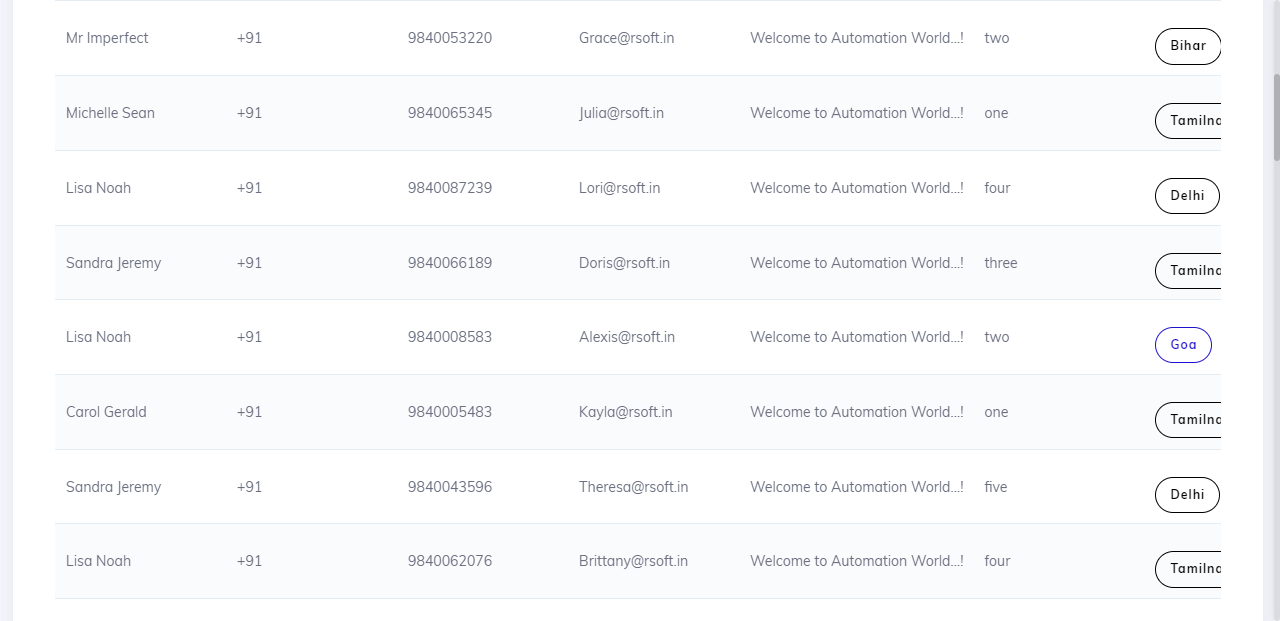 Mr Imperfect +91 9840053220 Grace@rsoft.in Welcome to Automation World...! two Bihar
Michelle Sean +91 9840065345 Julia@rsoft.in Welcome to Automation World...! one Tamilna
Lisa Noah +91 9840087239 Lori@rsoft.in Welcome to Automation World...! four Delhi
Sandra Jeremy +91 9840066189 Doris@rsoft.in Welcome to Automation World...! three Tamilna
Lisa Noah +91 9840008583 Alexis@rsoft.in Welcome to Automation World...! two Goa
Carol Gerald +91 9840005483 Kayla@rsoft.in Welcome to Automation World...! one Tamilna
Sandra Jeremy +91 9840043596 Theresa@rsoft.in Welcome to Automation World...! five Delhi
Lisa Noah +91 9840062076 Brittany@rsoft.in Welcome to Automation World...! four Tamilna